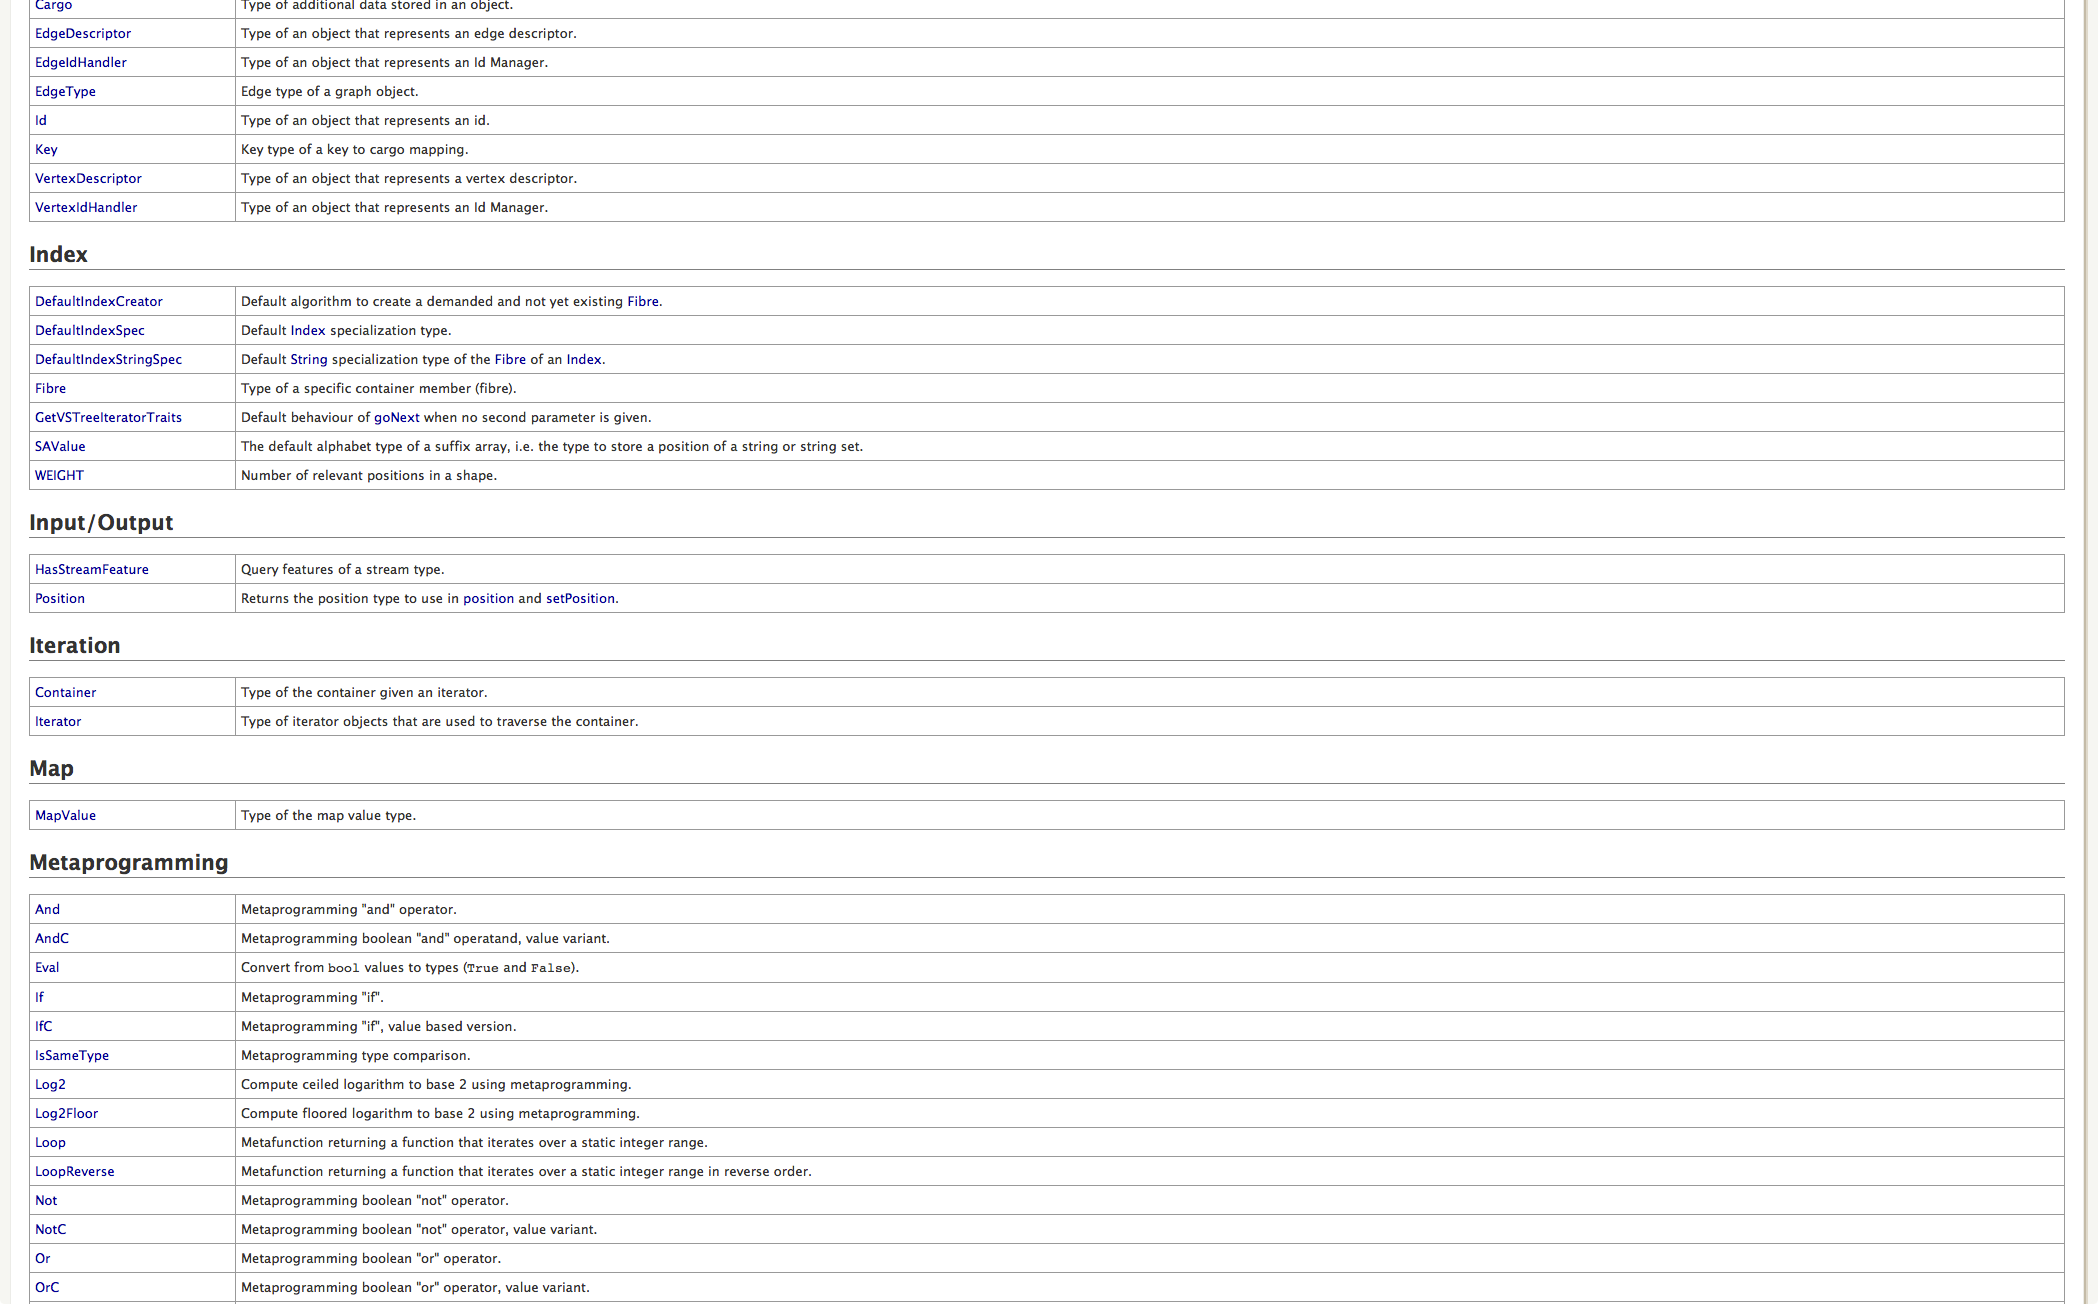 Cargo Type of additional data stored in an object.
EdgeDescriptor Type of an object that represents an edge descriptor.
EdgeIdHandler Type of an object that represents an Id Manager.
EdgeType Edge type of a graph object.
Id Type of an object that represents an id.
Key Key type of a key to cargo mapping.
VertexDescriptor Type of an object that represents a vertex descriptor.
VertexIdHandler Type of an object that represents an Id Manager.
Index
DefaultIndexCreator Default algorithm to create a demanded and not yet existing Fibre.
DefaultIndexSpec Default Index specialization type.
DefaultIndexStringSpec Default String specialization type of the Fibre of an Index.
Fibre Type of a specific container member (fibre).
GetVSTreeIteratorTraits Default behaviour of goNext when no second parameter is given.
SAValue The default alphabet type of a suffix array, i.e. the type to store a position of a string or string set.
WEIGHT Number of relevant positions in a shape.
Input/Output
HasStreamFeature Query features of a stream type.
Position Returns the position type to use in position and setPosition.
Iteration
Container Type of the container given an iterator.
Iterator Type of iterator objects that are used to traverse the container.
Map
MapValue Type of the map value type.
Metaprogramming
And Metaprogramming "and" operator.
AndC Metaprogramming boolean "and" operatand, value variant.
Eval Convert from bool values to types (True and False).
If Metaprogramming "if".
IfC Metaprogramming "if", value based version.
IsSameType Metaprogramming type comparison.
Log2 Compute ceiled logarithm to base 2 using metaprogramming.
Log2Floor Compute floored logarithm to base 2 using metaprogramming.
Loop Metafunction returning a function that iterates over a static integer range.
LoopReverse Metafunction returning a function that iterates over a static integer range in reverse order.
Not Metaprogramming boolean "not" operator.
NotC Metaprogramming boolean "not" operator, value variant.
Or Metaprogramming boolean "or" operator.
OrC Metaprogramming boolean "or" operator, value variant.